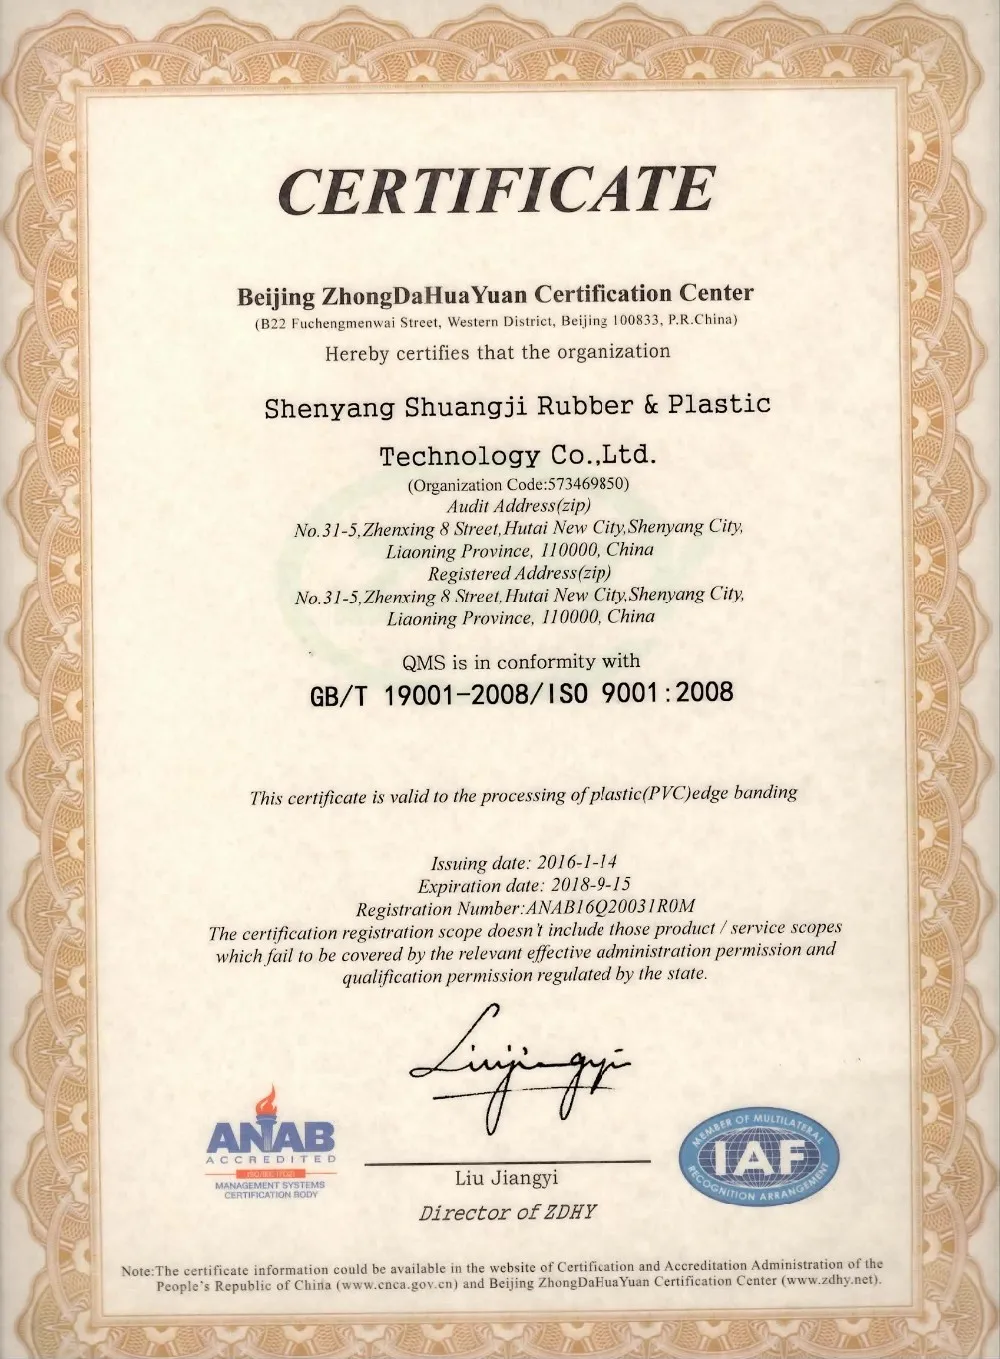 CERTIFICATE
Beijing ZhongDaHuaYuan Certification Center
(B22 Fuchengmenwai Street, Western District, Beijing 100833, P.R.China)
Hereby certifies that the organization
Shenyang Shuangji Rubber & Plastic
Technology Co.,Ltd.
(Organization Code:573469850)
Audit Address(zip)
No.31-5,Zhenxing 8 Street,Hutai New City,Shenyang City,
Liaoning Province, 110000, China
Registered Address(zip)
No.31-5,Zhenxing 8 Street,Hutai New City,Shenyang City,
Liaoning Province, 110000, China
QMS is in conformity with
GB/T 19001-2008/ISO 9001:2008
This certificate is valid to the processing of plastic(PVC)edge banding
Issuing date: 2016-1-14
Expiration date: 2018-9-15
Registration Number:ANAB16Q20031R0M
The certification registration scope doesn't include those product / service scopes
which fail to be covered by the relevant effective administration permission and
qualification permission regulated by the state.
Liujiangyi
ANAB
ACCREDITED
MANAGEMENT SYSTEMS
CERTIFICATION BODY
Liu Jiangyi
Director of ZDHY
MEMBER OF MULTILATERAL
IAF
RECOGNITION ARRANGEMENT
Note:The certificate information could be available in the website of Certification and Accreditation Administration of the
People's Republic of China (www.cnca.gov.cn) and Beijing ZhongDaHuaYuan Certification Center (www.zdhy.net).